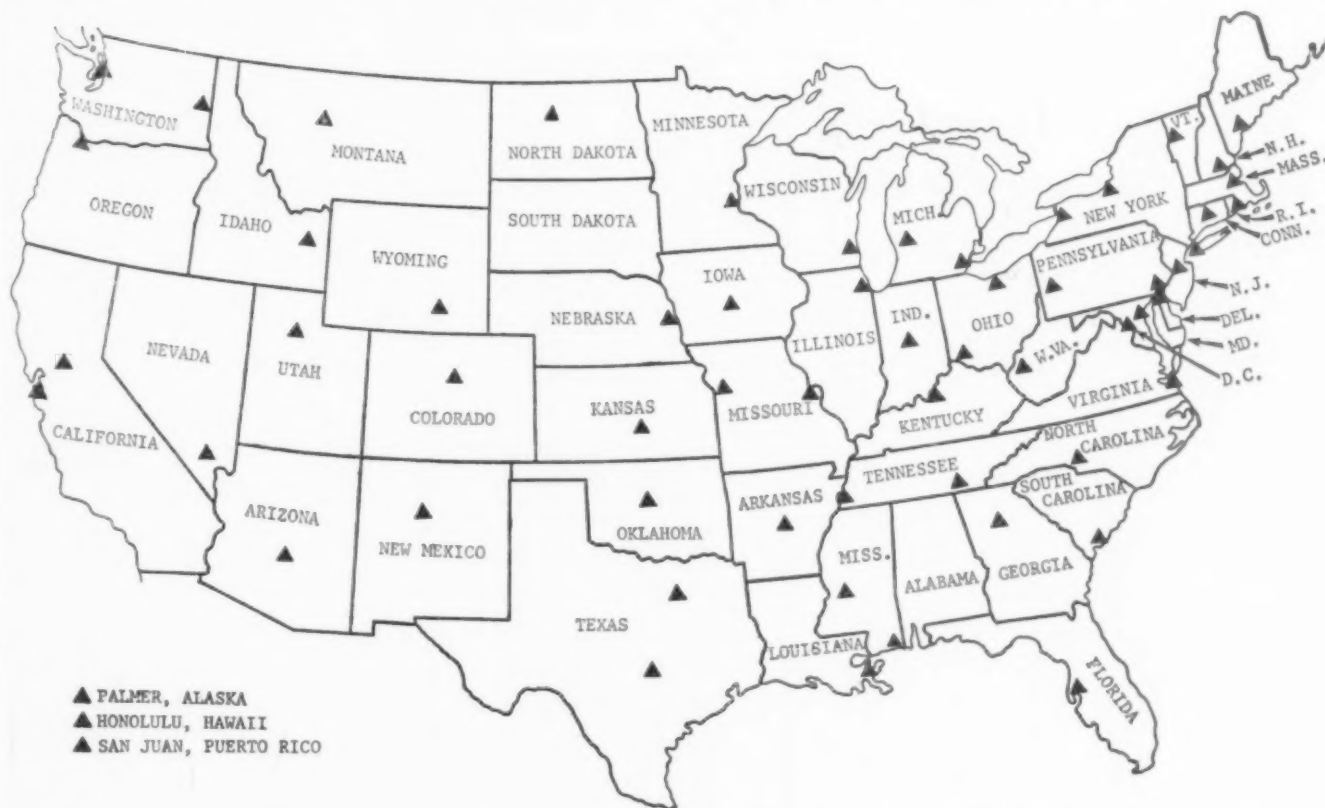 WASHINGTON
MONTANA
NORTH DAKOTA
MINNESOTA
MAINE
VT.
N.H.
MASS.
OREGON
IDAHO
WYOMING
SOUTH DAKOTA
WISCONSIN
MICH.
NEW YORK
R.I.
CONN.
PENNSYLVANIA
IOWA
NEBRASKA
N.J.
NEVADA
UTAH
COLORADO
KANSAS
MISSOURI
ILLINOIS
IND.
OHIO
W.VA.
DEL.
MD.
D.C.
VIRGINIA
KENTUCKY
CALIFORNIA
ARIZONA
NEW MEXICO
OKLAHOMA
ARKANSAS
TENNESSEE
NORTH
CAROLINA
SOUTH
CAROLINA
TEXAS
LOUISIANA
MISS.
ALABAMA
GEORGIA
FLORIDA
PALMER, ALASKA
HONOLULU, HAWAII
SAN JUAN, PUERTO RICO